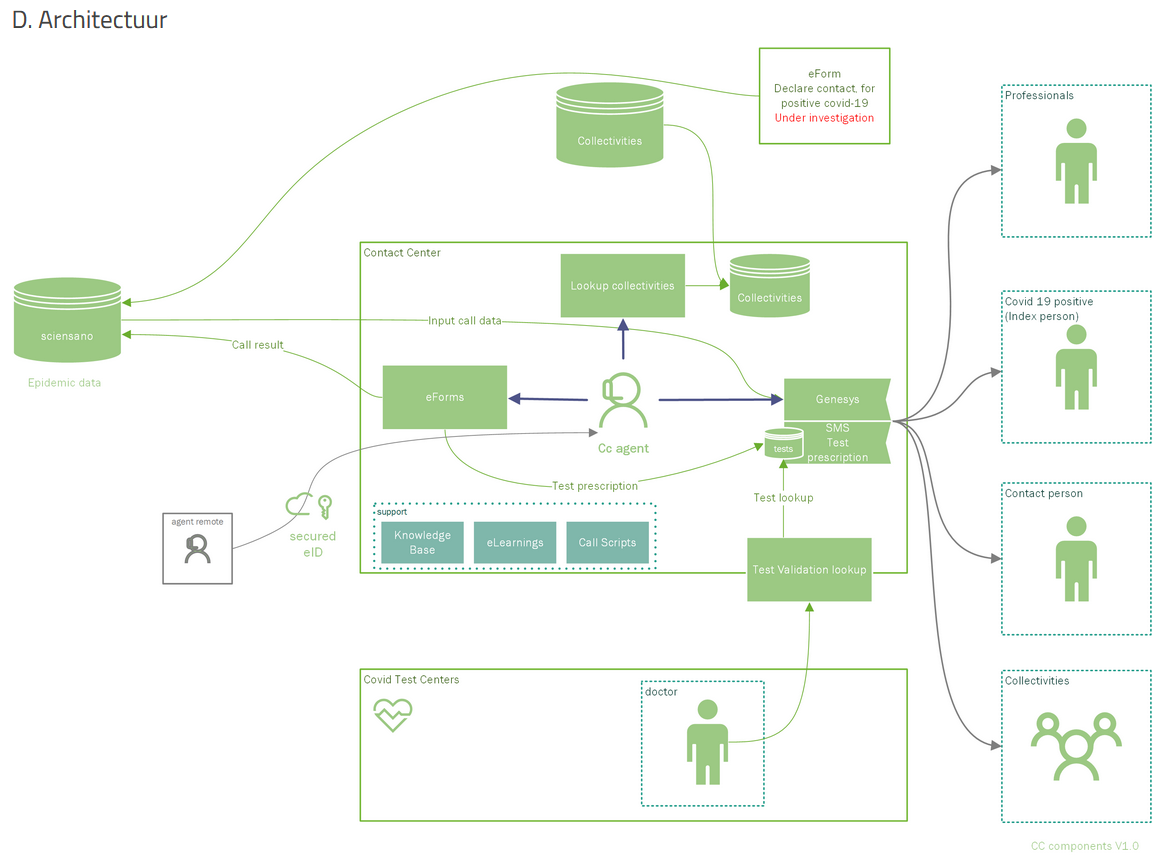 D. Architectuur
eForm
Declare contact, for
positive covid-19
Under investigation
Professionals
Collectivities
Contact Center
Lookup collectivities
Collectivities
sciensano
Epidemic data
Input call data
Call result
Covid 19 positive
(Index person)
eForms
Cc agent
Genesys
SMS
Test
prescription
tests
Test prescription
Test lookup
Contact person
support
Knowledge
Base
eLearnings
Call Scripts
agent remote
secured
eID
Test Validation lookup
Covid Test Centers
doctor
Collectivities
CC components V1.0